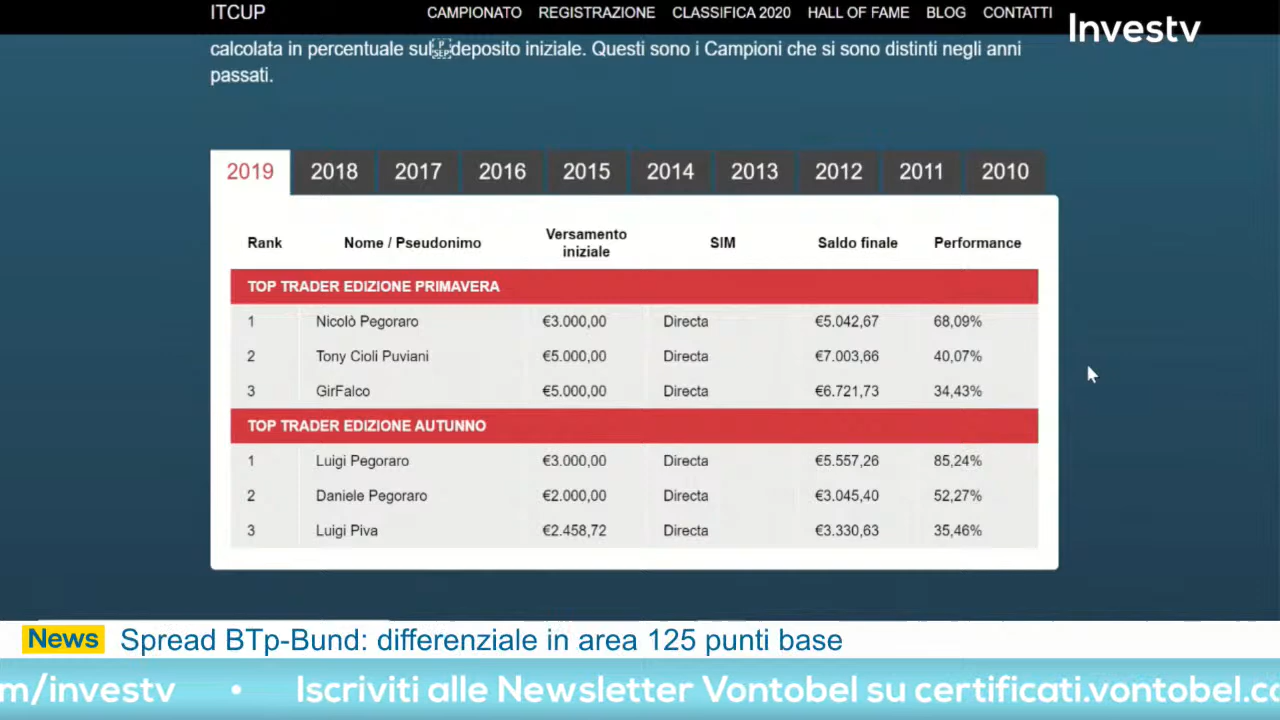 ITCUP CAMPIONATO REGISTRAZIONE CLASSIFICA 2020 HALL OF FAME BLOG CONTATTI
Investv
calcolata in percentuale sul deposito iniziale. Questi sono i Campioni che si sono distinti negli anni
passati.
2019 2018 2017 2016 2015 2014 2013 2012 2011 2010
Rank Nome / Pseudonimo Versamento iniziale SIM Saldo finale Performance
TOP TRADER EDIZIONE PRIMAVERA
1 Nicolò Pegoraro €3.000,00 Directa €5.042,67 68,09%
2 Tony Cioli Puviani €5.000,00 Directa €7.003,66 40,07%
3 GirFalco €5.000,00 Directa €6.721,73 34,43%
TOP TRADER EDIZIONE AUTUNNO
1 Luigi Pegoraro €3.000,00 Directa €5.557,26 85,24%
2 Daniele Pegoraro €2.000,00 Directa €3.045,40 52,27%
3 Luigi Piva €2.458,72 Directa €3.330,63 35,46%
News Spread BTp-Bund: differenziale in area 125 punti base
m/investv • Iscriviti alle Newsletter Vontobel su certificati.vontobel.c